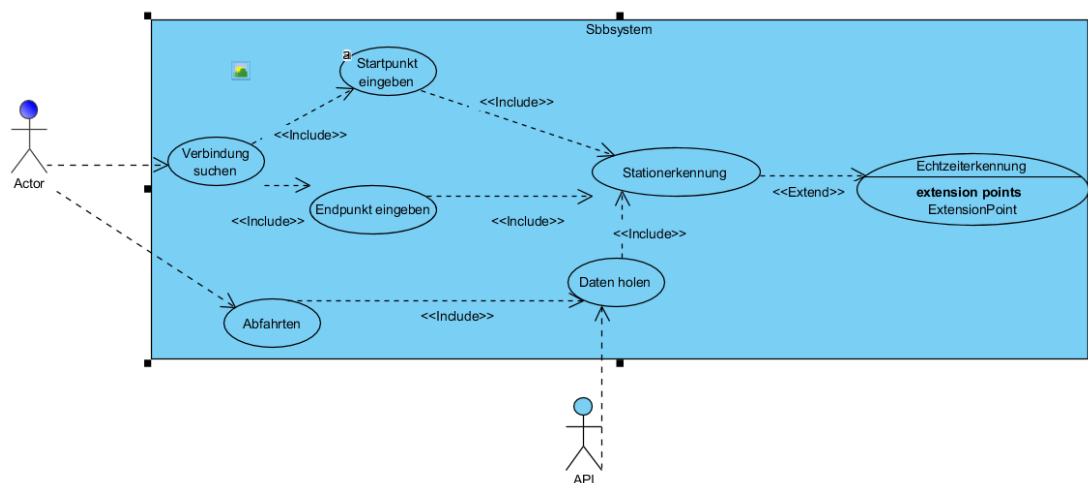 Sbbsystem
a
Startpunkt
eingeben
<<Include>>
<<Include>>
Verbindung
suchen
Actor
Stationerkennung
<<Extend>>
Echtzeiterkennung
extension points
ExtensionPoint
Endpunkt eingeben
<<Include>>
<<Include>>
<<Include>>
Daten holen
Abfahrten
<<Include>>
API